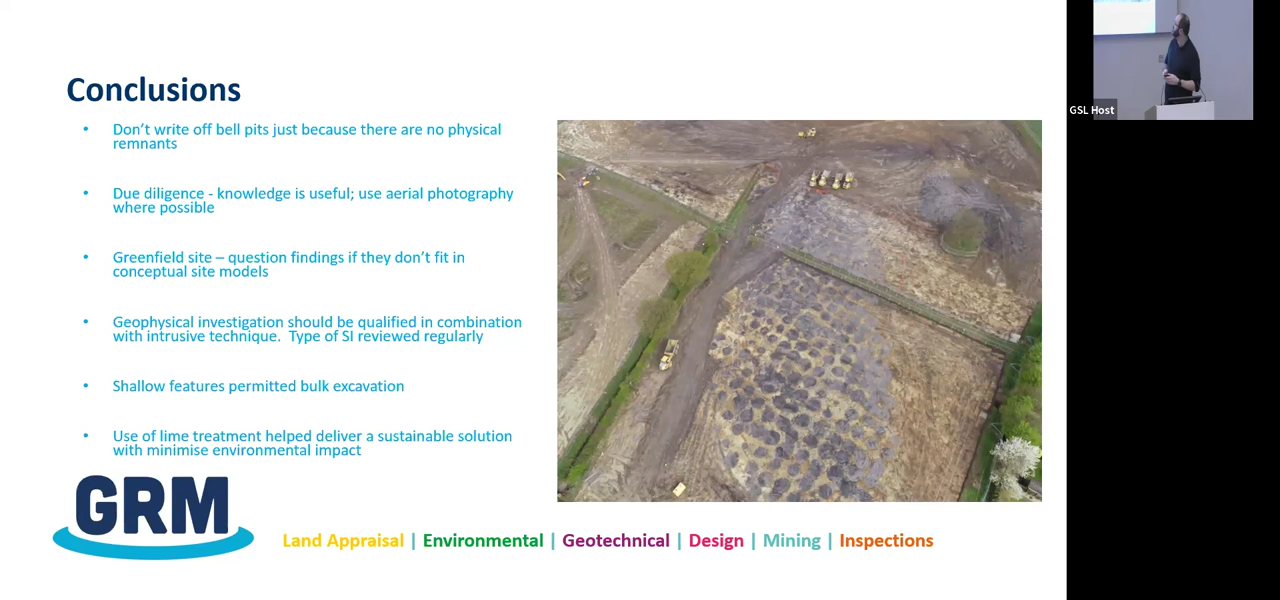 Conclusions
• Don't write off bell pits just because there are no physical
remnants
• Due diligence - knowledge is useful; use aerial photography
where possible
• Greenfield site – question findings if they don't fit in
conceptual site models
• Geophysical investigation should be qualified in combination
with intrusive technique.  Type of SI reviewed regularly
• Shallow features permitted bulk excavation
• Use of lime treatment helped deliver a sustainable solution
with minimise environmental impact
GRM
Land Appraisal | Environmental | Geotechnical | Design | Mining | Inspections
GSL Host